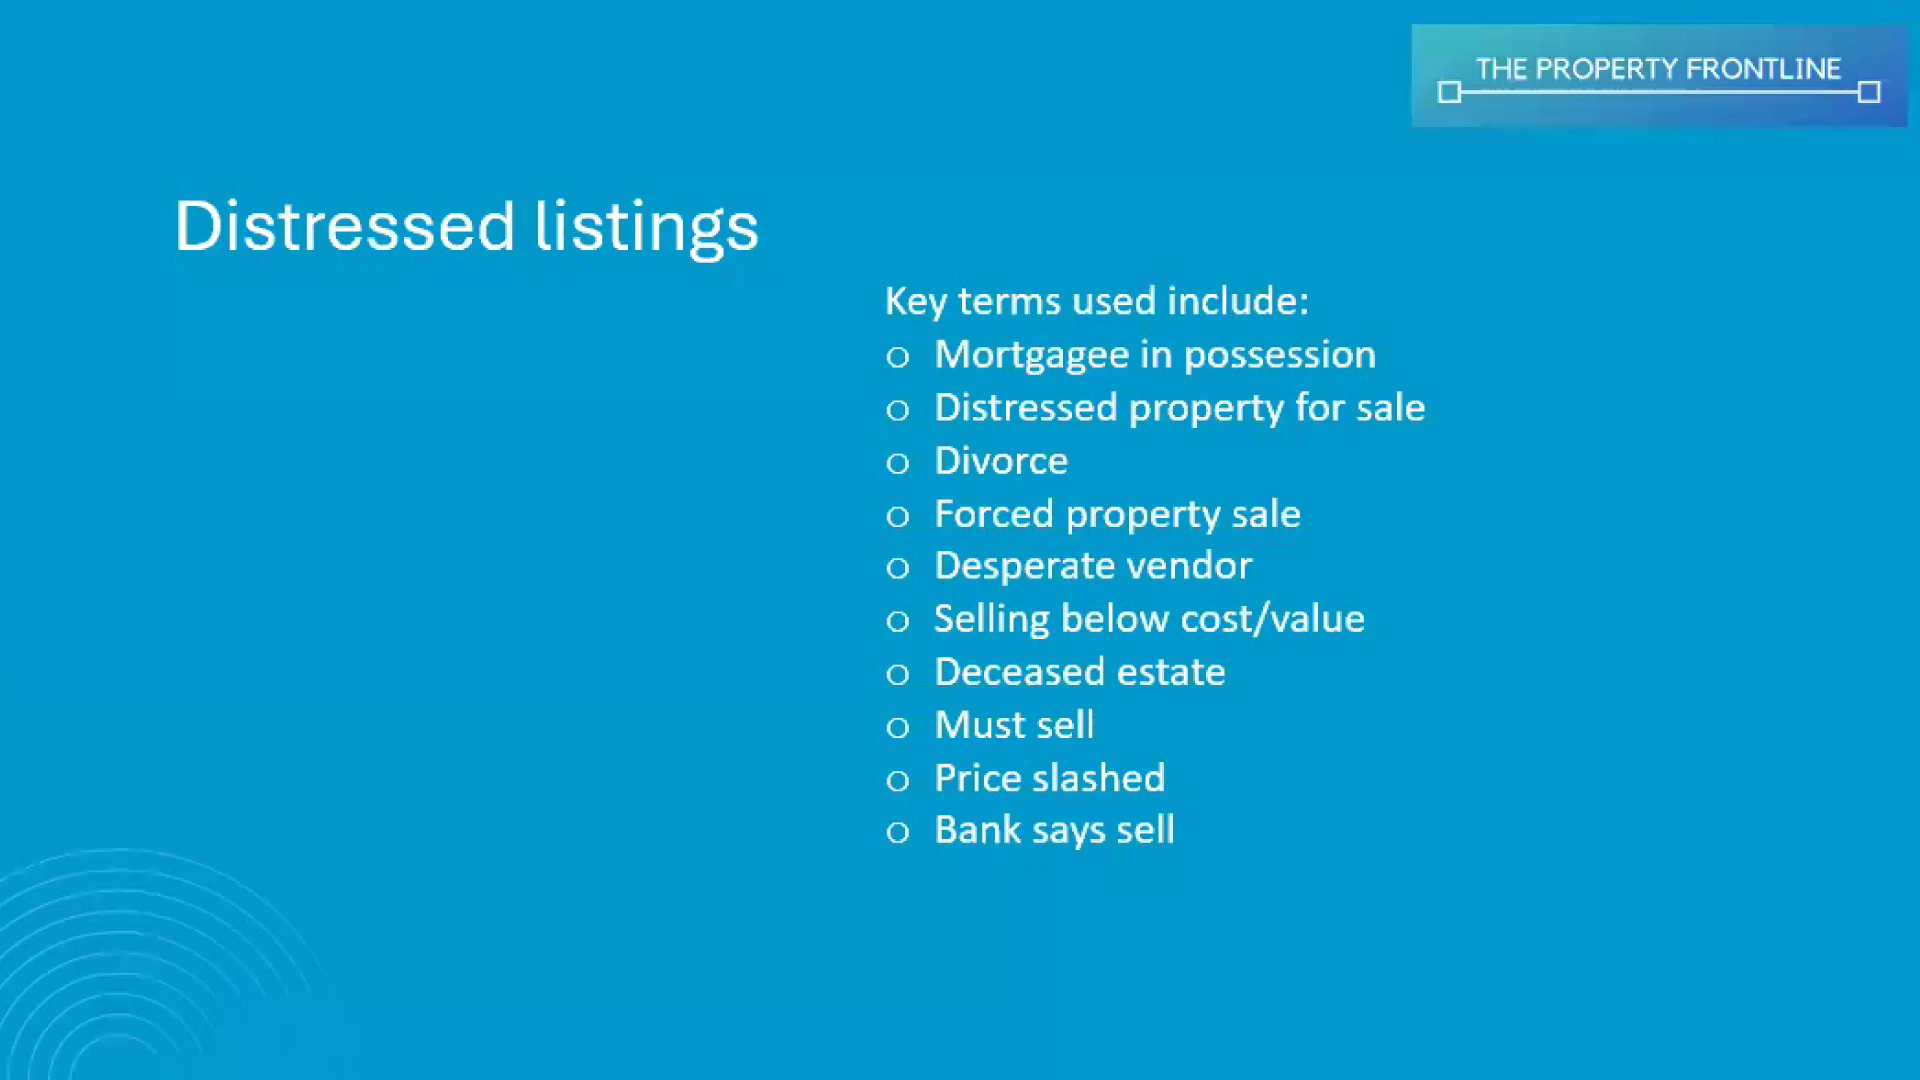 THE PROPERTY FRONTLINE
Distressed listings
Key terms used include:
o Mortgagee in possession
o Distressed property for sale
o Divorce
o Forced property sale
o Desperate vendor
o Selling below cost/value
o Deceased estate
o Must sell
o Price slashed
o Bank says sell